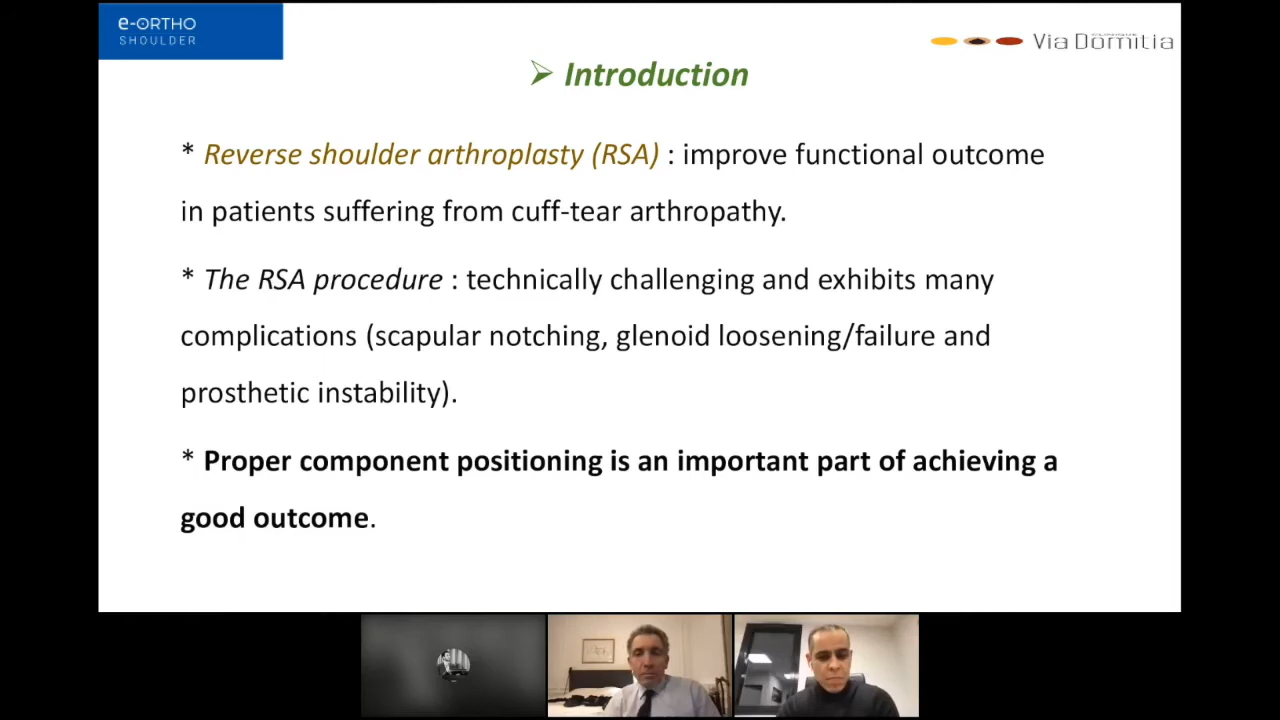 e-ORTHO
SHOULDER
Via Domitia
➢ Introduction
* Reverse shoulder arthroplasty (RSA) : improve functional outcome
in patients suffering from cuff-tear arthropathy.
* The RSA procedure : technically challenging and exhibits many
complications (scapular notching, glenoid loosening/failure and
prosthetic instability).
* Proper component positioning is an important part of achieving a
good outcome.